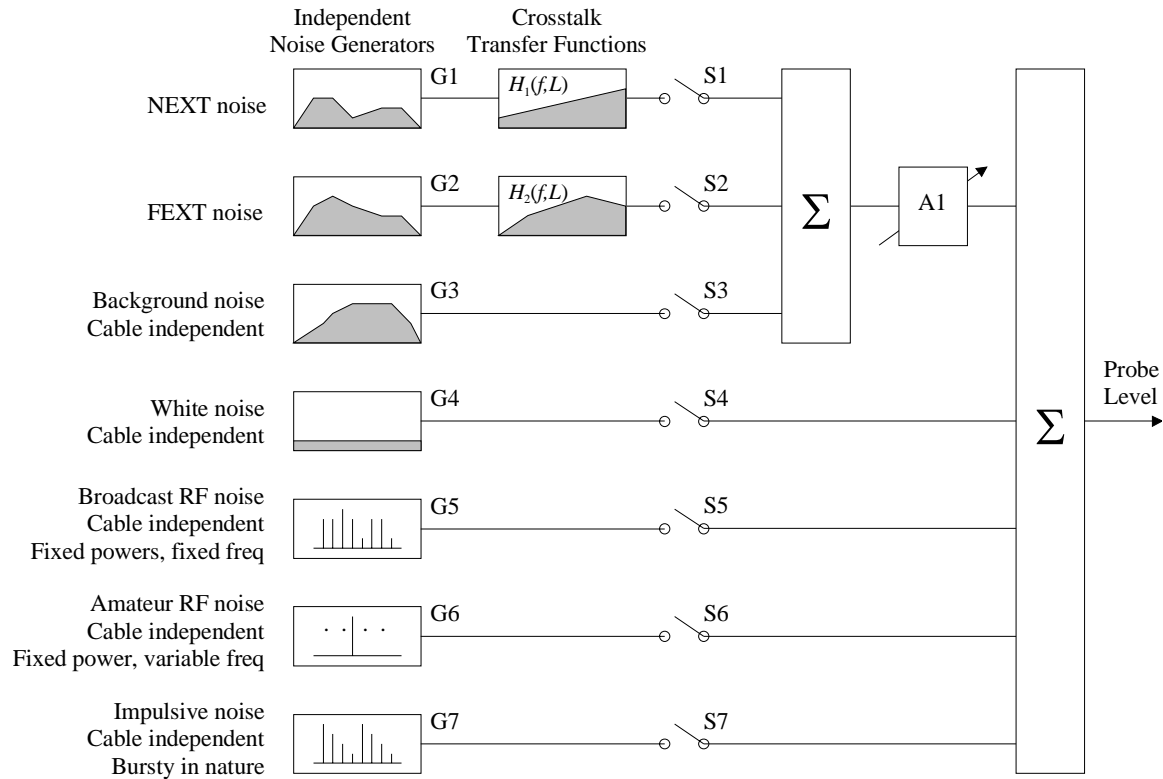 Independent
Noise Generators
Crosstalk
Transfer Functions
NEXT noise
G1
H₁(f,L)
S1
FEXT noise
G2
H₂(f,L)
S2
Σ
A1
Background noise
Cable independent
G3
S3
White noise
Cable independent
G4
S4
Σ
Probe
Level
Broadcast RF noise
Cable independent
Fixed powers, fixed freq
G5
S5
Amateur RF noise
Cable independent
Fixed power, variable freq
G6
S6
Impulsive noise
Cable independent
Bursty in nature
G7
S7